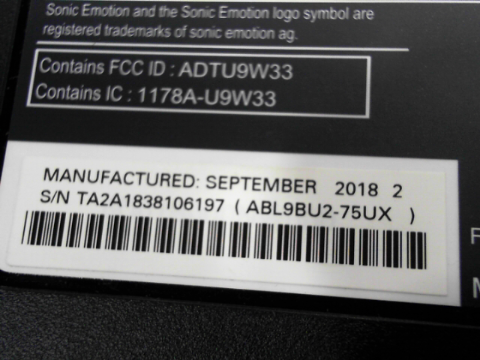 Sonic Emotion and the Sonic Emotion logo symbol are
registered trademarks of sonic emotion ag.
Contains FCC ID : ADTU9W33
Contains IC : 1178A-U9W33
MANUFACTURED: SEPTEMBER 2018 2
S/N TA2A1838106197 ( ABL9BU2-75UX )